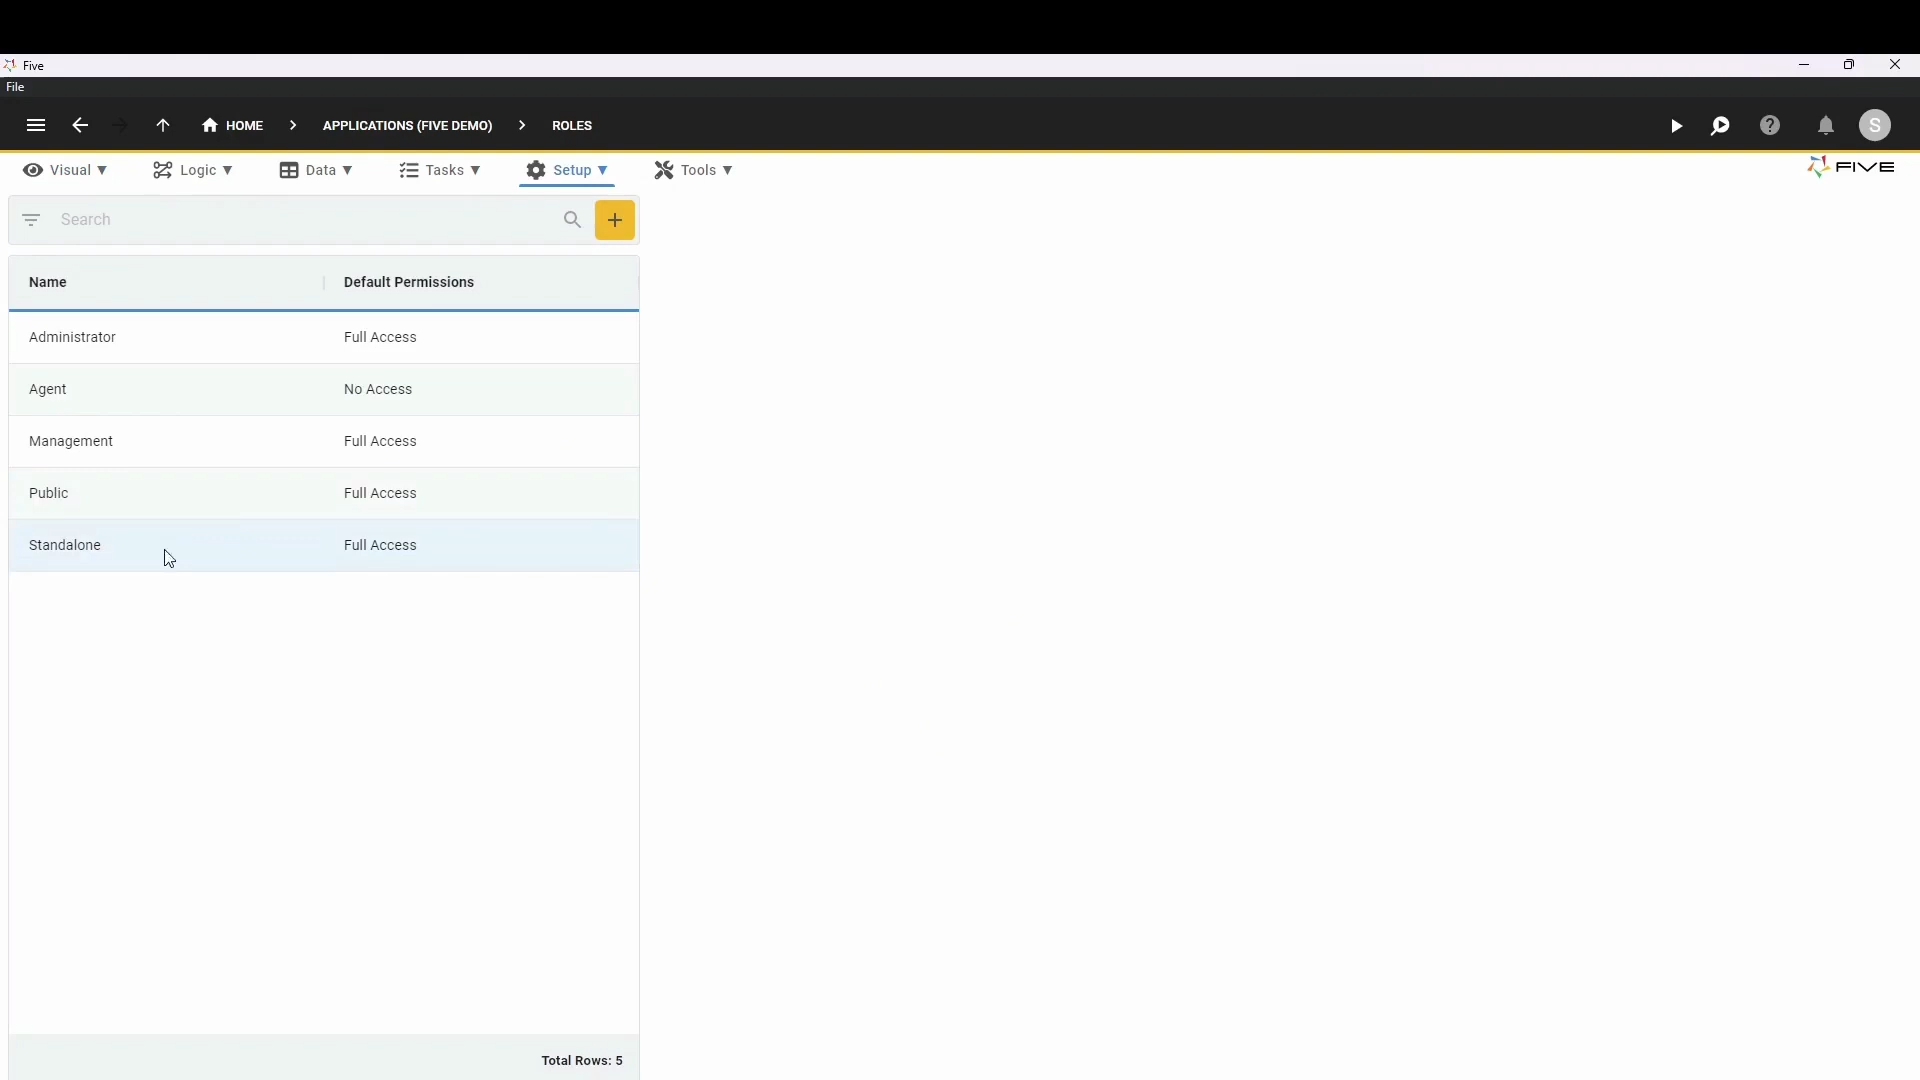 Five
File
HOME APPLICATIONS (FIVE DEMO) ROLES
S
Visual Logic Data Tasks Setup Tools
FIVE
Search
Name Default Permissions
Administrator Full Access
Agent No Access
Management Full Access
Public Full Access
Standalone Full Access
Total Rows: 5